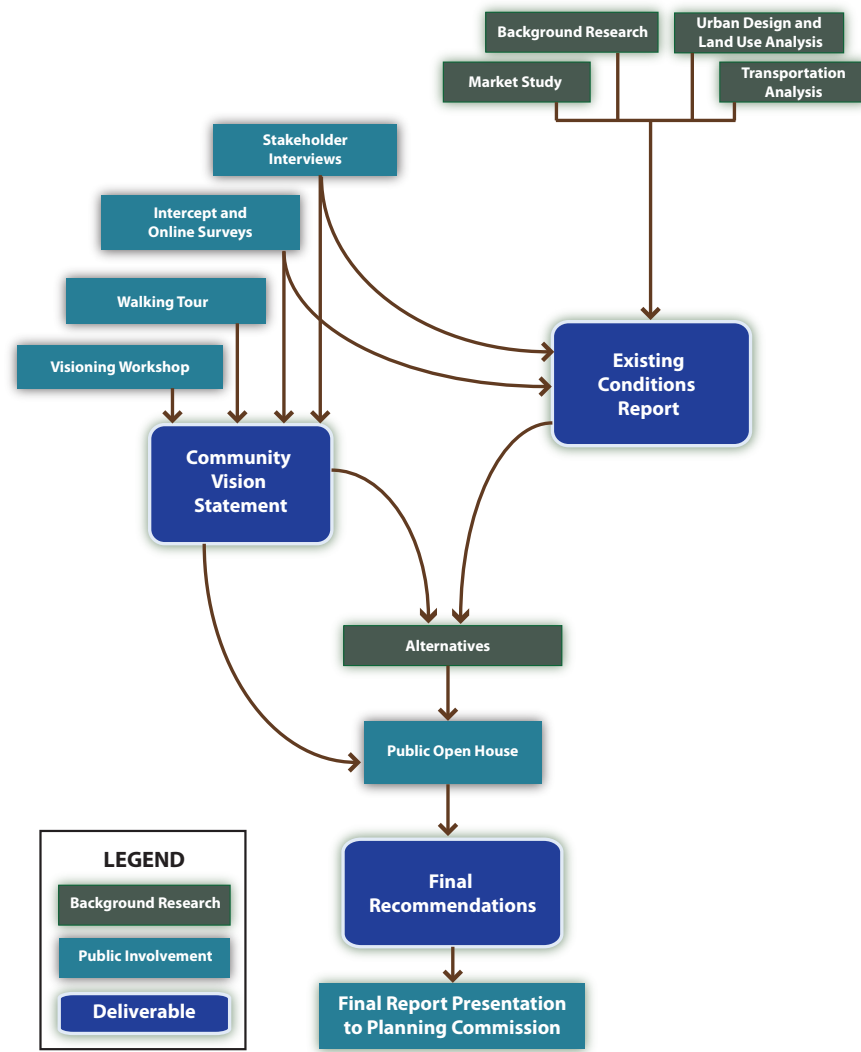 Background Research
Urban Design and
Land Use Analysis
Market Study
Transportation
Analysis
Stakeholder
Interviews
Intercept and
Online Surveys
Walking Tour
Visioning Workshop
Existing
Conditions
Report
Community
Vision
Statement
Alternatives
Public Open House
Final
Recommendations
Final Report Presentation
to Planning Commission
LEGEND
Background Research
Public Involvement
Deliverable